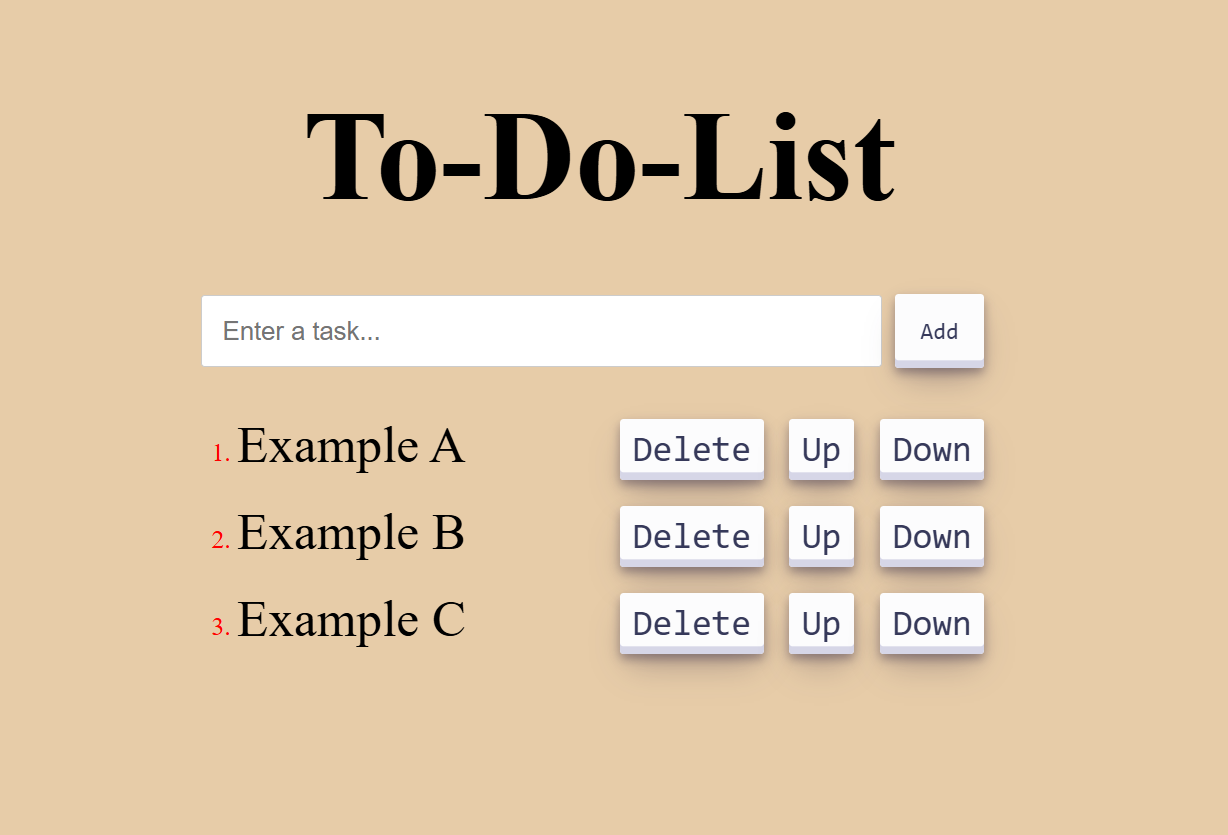 To-Do-List
Enter a task... Add
1. Example A Delete Up Down
2. Example B Delete Up Down
3. Example C Delete Up Down